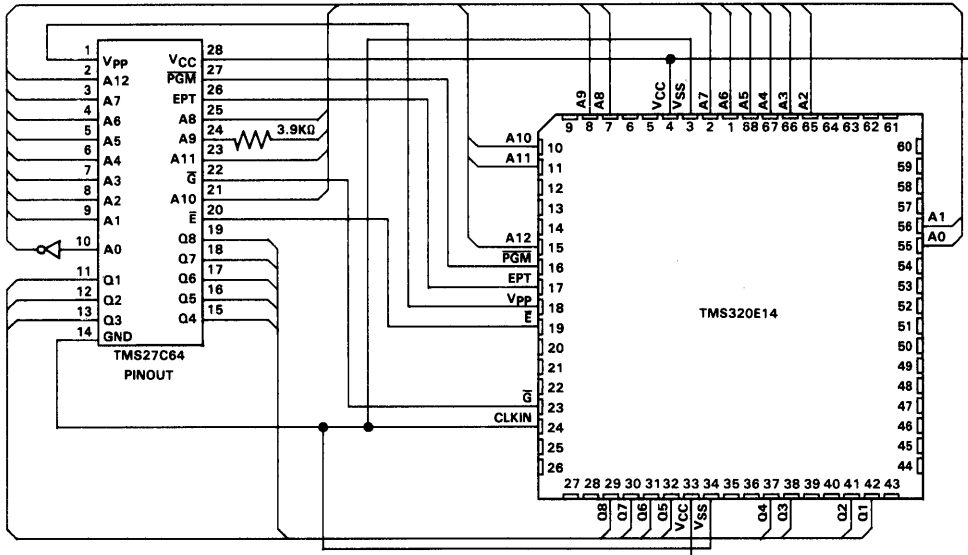 1 VPP VCC 28
2 A12 P̅G̅M̅ 27
3 A7 EPT 26
4 A6 A8 25
5 A5 A9 24 3.9KΩ
6 A4 A11 23
7 A3 G̅ 22
8 A2 A10 21
9 A1 E̅ 20
10 A0 Q8 19
11 Q1 Q7 18
12 Q2 Q6 17
13 Q3 Q5 16
14 GND Q4 15
TMS27C64
PINOUT
A9 A8 VCC VSS A7 A6 A5 A4 A3 A2
9 8 7 6 5 4 3 2 1 68 67 66 65 64 63 62 61
A10 10
A11 11
12
13
14
A12 15
P̅G̅M̅ 16
EPT 17
VPP 18
E̅ 19
20
21
22
G̅ 23
CLKIN 24
25
26
TMS320E14
60
59
58
57
56 A1
55 A0
54
53
52
51
50
49
48
47
46
45
44
27 28 29 30 31 32 33 34 35 36 37 38 39 40 41 42 43
Q8 Q7 Q6 Q5 VCC VSS Q4 Q3 Q2 Q1